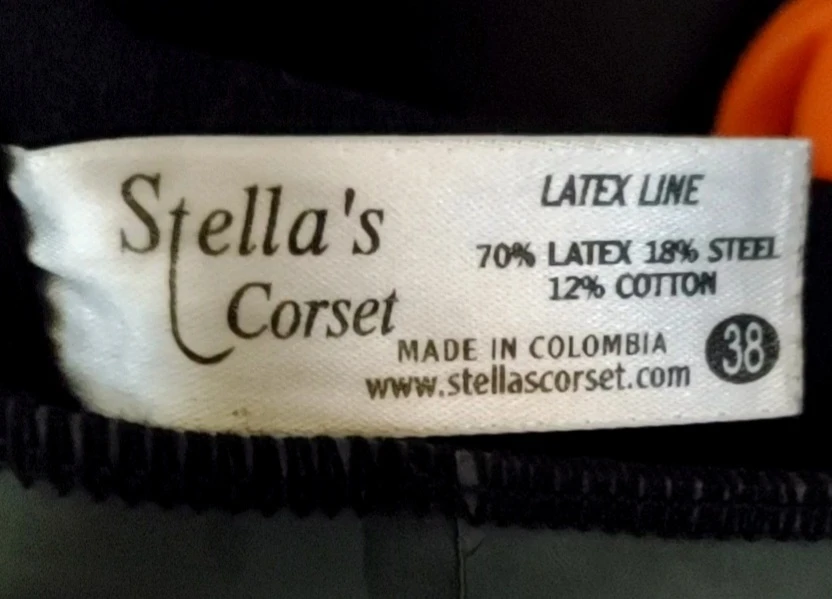 Stella's
Corset
LATEX LINE
70% LATEX 18% STEEL
12% COTTON
MADE IN COLOMBIA
www.stellascorset.com
38